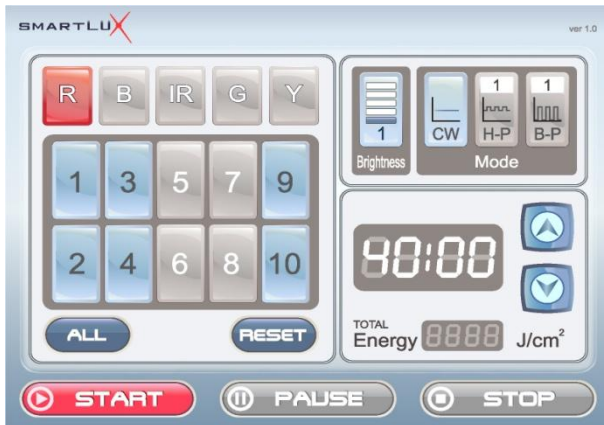 SMARTLUX
ver 1.0
R B IR G Y
1 3 5 7 9
2 4 6 8 10
ALL RESET
1 1
1 CW H-P B-P
Brightness Mode
40:00
TOTAL
Energy 8888 J/cm²
START PAUSE STOP